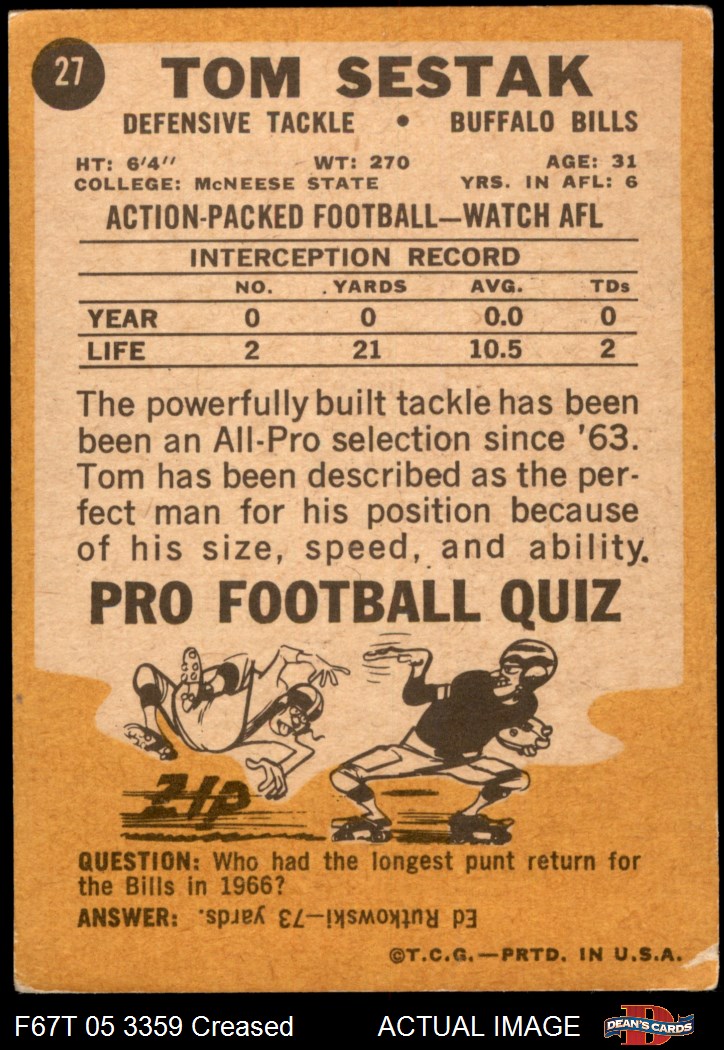 27
TOM SESTAK
DEFENSIVE TACKLE • BUFFALO BILLS
HT: 6'4" WT: 270 AGE: 31
COLLEGE: McNEESE STATE YRS. IN AFL: 6
ACTION-PACKED FOOTBALL—WATCH AFL
INTERCEPTION RECORD
NO. YARDS AVG. TDs
YEAR 0 0 0.0 0
LIFE 2 21 10.5 2
The powerfully built tackle has been
been an All-Pro selection since '63.
Tom has been described as the per-
fect man for his position because
of his size, speed, and ability.
PRO FOOTBALL QUIZ
ZIP
QUESTION: Who had the longest punt return for
the Bills in 1966?
ANSWER: Ed Rutkowski—73 yards.
©T.C.G.—PRTD. IN U.S.A.
F67T 05 3359 Creased ACTUAL IMAGE D DEAN'S CARDS